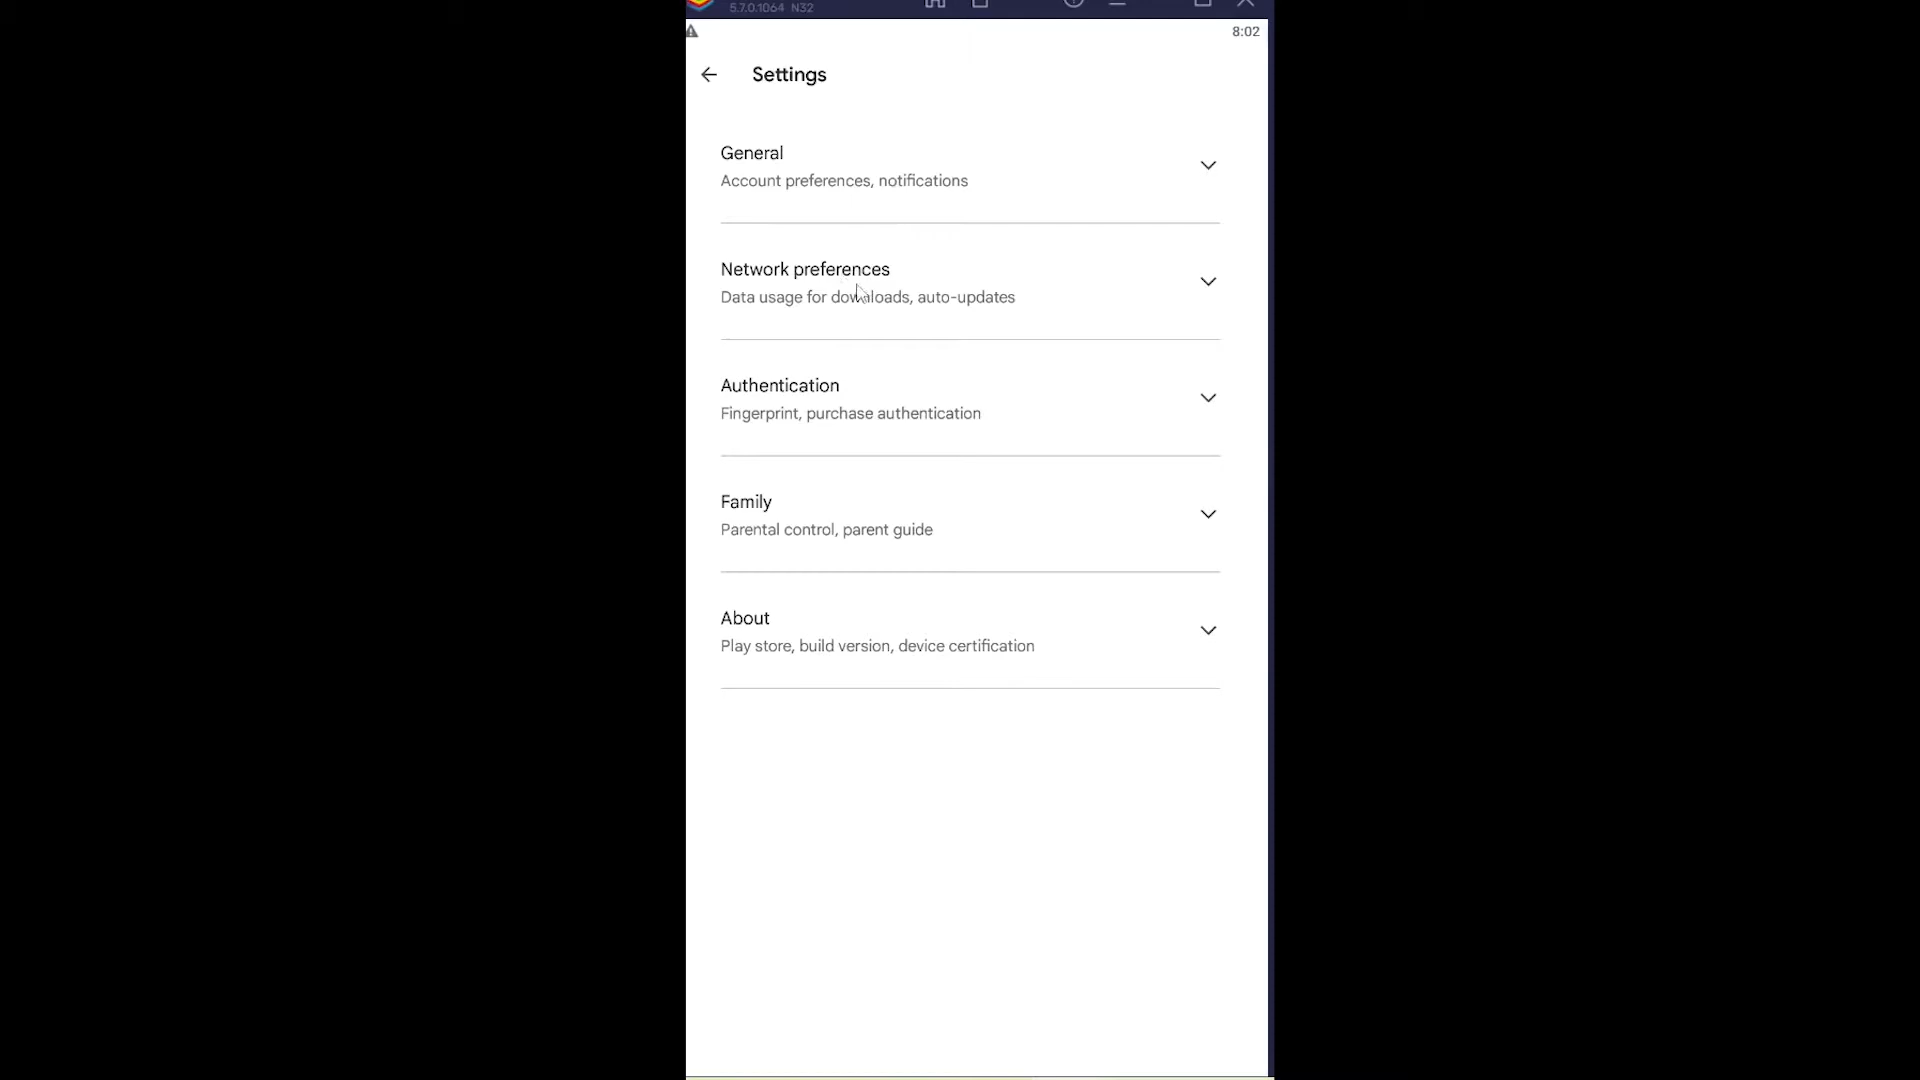 5.7.0.1064 N32
8:02
Settings
General
Account preferences, notifications
Network preferences
Data usage for downloads, auto-updates
Authentication
Fingerprint, purchase authentication
Family
Parental control, parent guide
About
Play store, build version, device certification